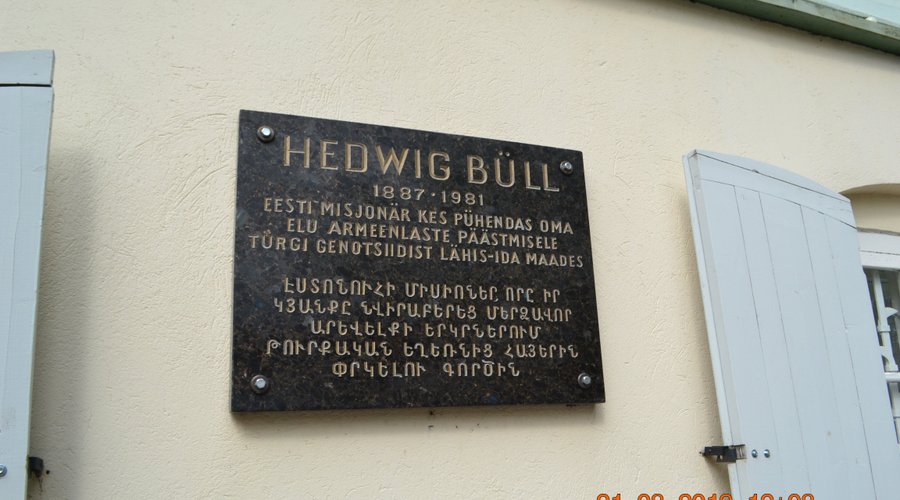 HEDWIG BÜLL
1887·1981
EESTI MISJONÄR KES PÜHENDAS OMA
ELU ARMEENLASTE PÄÄSTMISELE
TÜRGI GENOTSIIDIST LÄHIS-IDA MAADES
ԷՍՏՈՆՈՒՀԻ ՄԻՍԻՈՆԵՐ ՈՐԸ ԻՐ
ԿՅԱՆՔԸ ՆՎԻՐԱԲԵՐԵՑ ՄԵՐՁԱՎՈՐ
ԱՐԵՎԵԼՔԻ ԵՐԿՐՆԵՐՈՒՄ
ԹՈՒՐՔԱԿԱՆ ԵՂԵՌՆԻՑ ՀԱՅԵՐԻՆ
ՓՐԿԵԼՈՒ ԳՈՐԾԻՆ